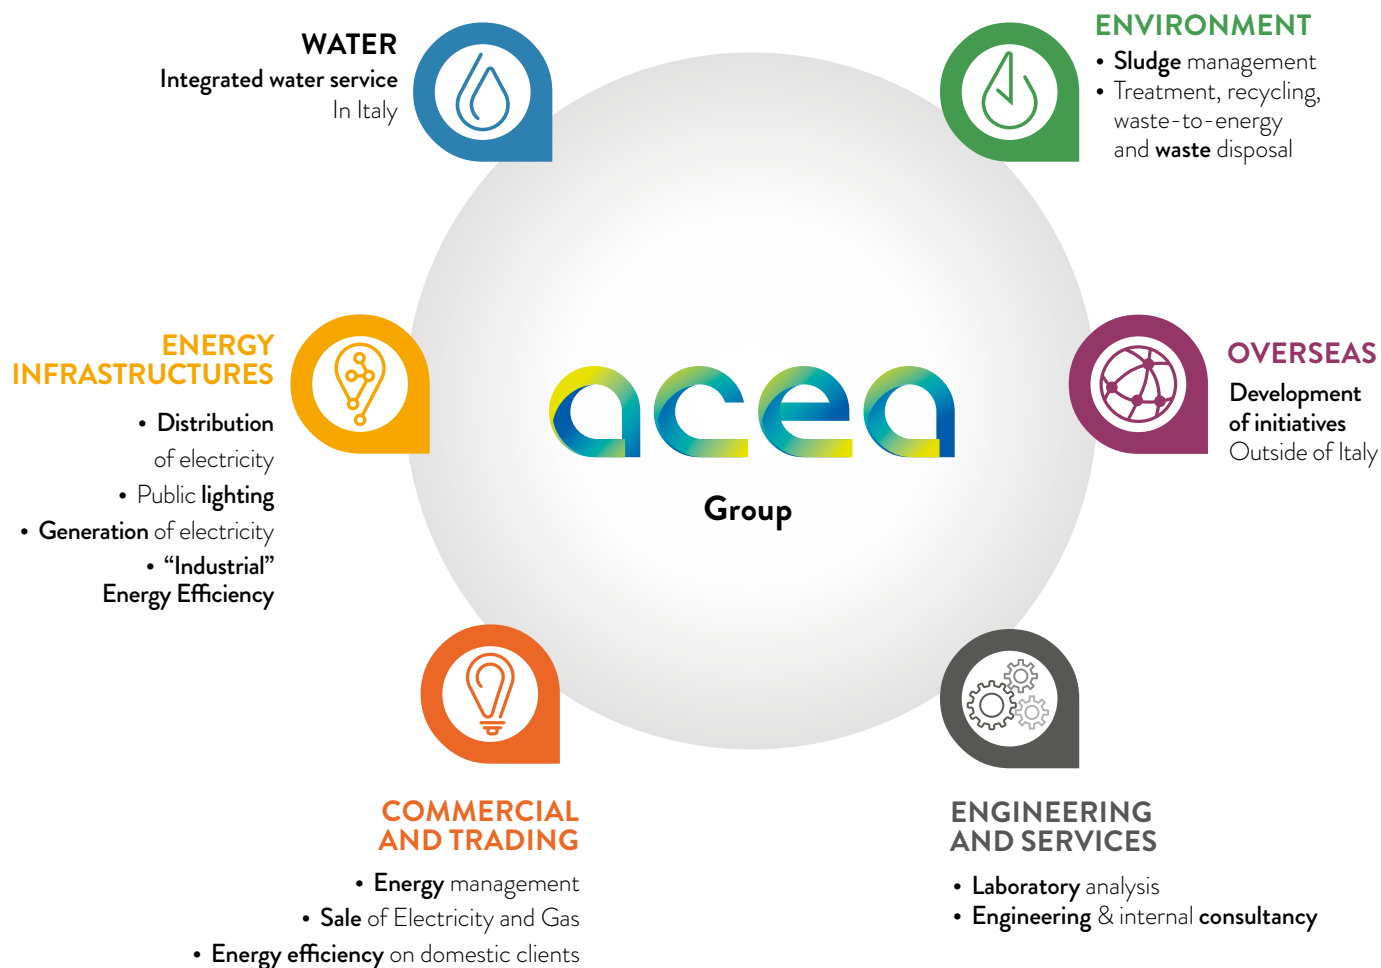 WATER
Integrated water service
In Italy
ENVIRONMENT
• Sludge management
• Treatment, recycling,
waste-to-energy
and waste disposal
ENERGY
INFRASTRUCTURES
• Distribution
of electricity
• Public lighting
• Generation of electricity
• “Industrial”
Energy Efficiency
acea
Group
OVERSEAS
Development
of initiatives
Outside of Italy
COMMERCIAL
AND TRADING
• Energy management
• Sale of Electricity and Gas
• Energy efficiency on domestic clients
ENGINEERING
AND SERVICES
• Laboratory analysis
• Engineering & internal consultancy